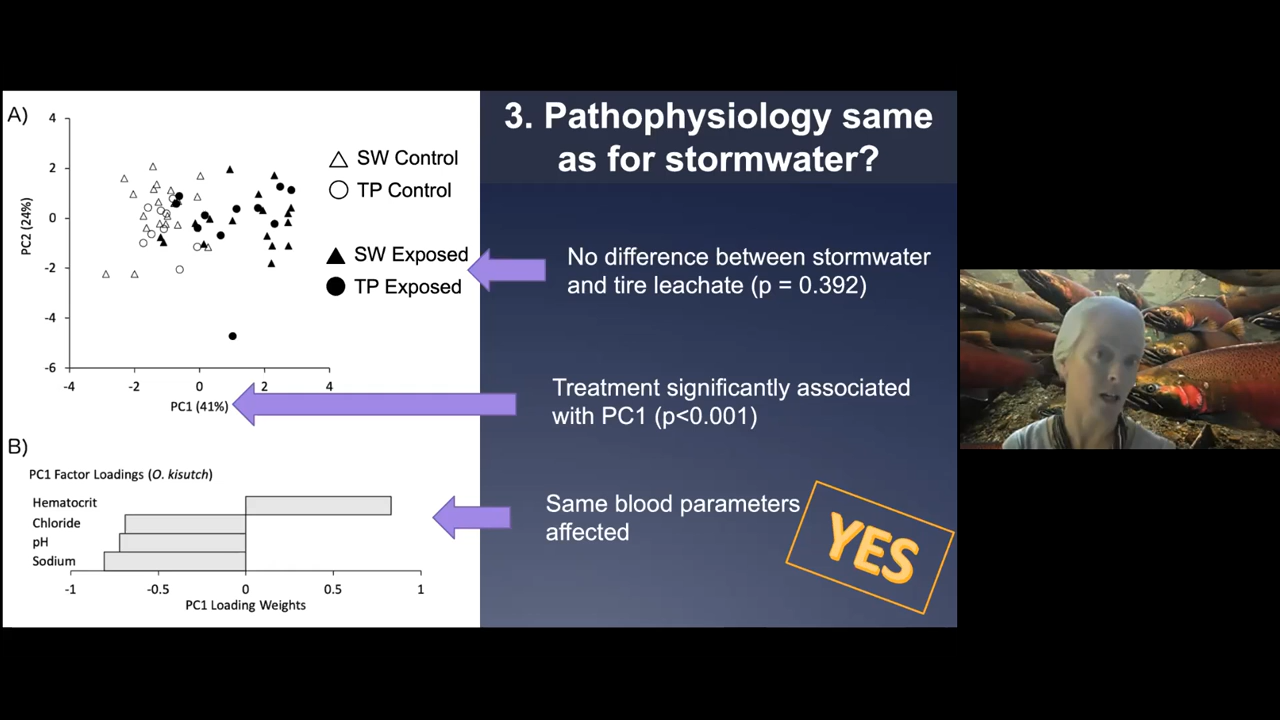 3. Pathophysiology same
as for stormwater?
A)
4
2
0
-2
-4
-6
PC2 (24%)
-4
-2
0
2
4
PC1 (41%)
SW Control
TP Control
SW Exposed
TP Exposed
No difference between stormwater
and tire leachate (p = 0.392)
Treatment significantly associated
with PC1 (p<0.001)
B)
PC1 Factor Loadings (O. kisutch)
Hematocrit
Chloride
pH
Sodium
-1
-0.5
0
0.5
1
PC1 Loading Weights
Same blood parameters
affected
YES